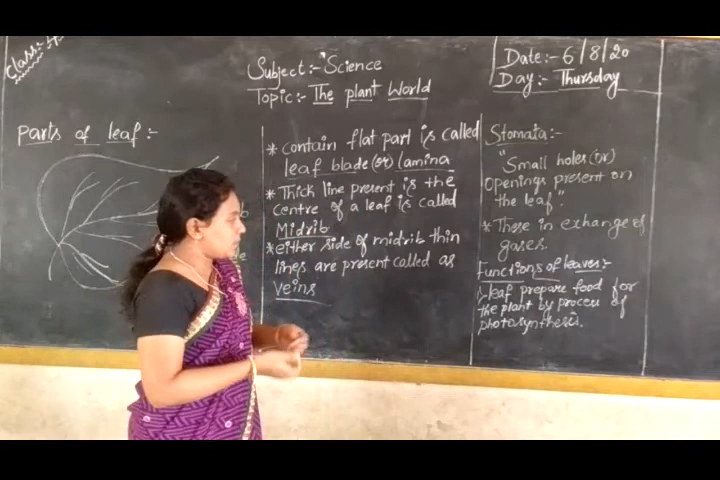 Class:-
Subject:- Science
Topic:- The plant World
Date:- 6/8/20
Day:- Thursday
Parts of leaf:-
* contain flat part is called
leaf blade (or) lamina
* Thick line present is the
centre of a leaf is called
Midrib
* either side of midrib thin
lines are present called as
veins
Stomata:-
"Small holes (or)
openings present on
the leaf".
* These in exchange of
gases.
Functions of leaves:-
leaf prepare food for
the plant by process of
photosynthesis.